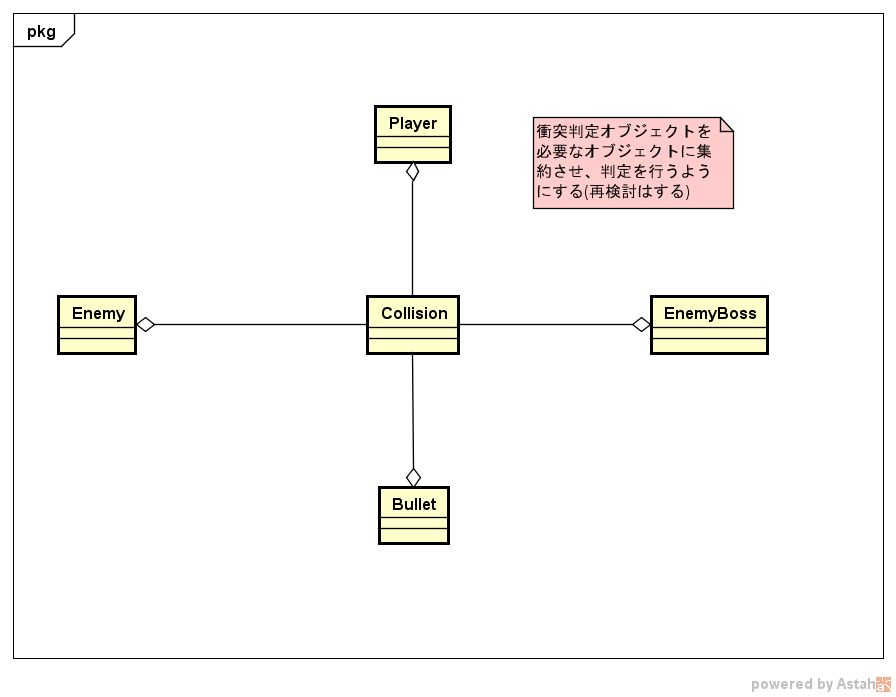 pkg
Player
衝突判定オブジェクトを
必要なオブジェクトに集
約させ、判定を行うよう
にする(再検討はする)
Enemy
Collision
EnemyBoss
Bullet
powered by Astah